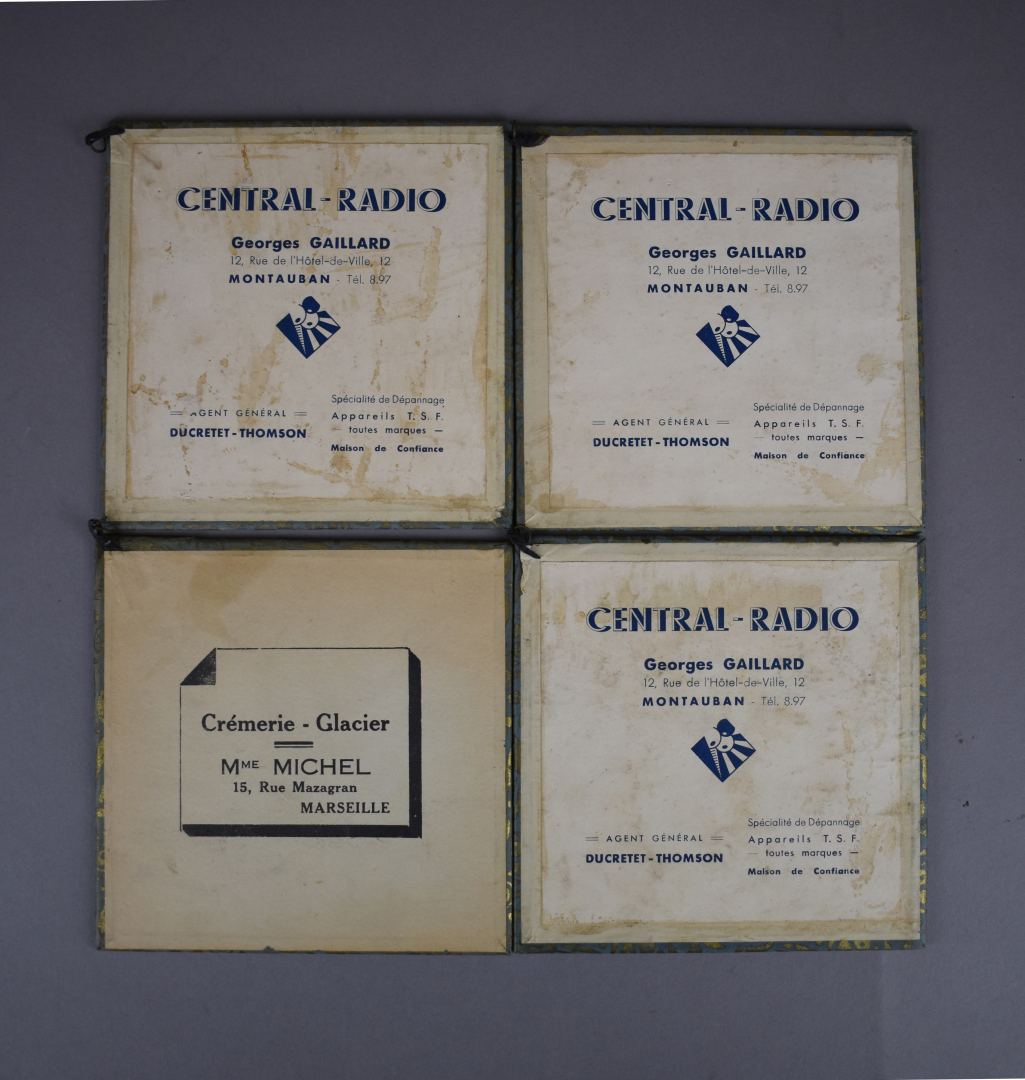 CENTRAL-RADIO
Georges GAILLARD
12, Rue de l'Hôtel-de-Ville, 12
MONTAUBAN - Tél. 8.97
AGENT GÉNÉRAL
DUCRETET-THOMSON
Spécialité de Dépannage
Appareils T. S. F.
— toutes marques —
Maison de Confiance
CENTRAL-RADIO
Georges GAILLARD
12, Rue de l'Hôtel-de-Ville, 12
MONTAUBAN - Tél. 8.97
AGENT GÉNÉRAL
DUCRETET-THOMSON
Spécialité de Dépannage
Appareils T. S. F.
— toutes marques —
Maison de Confiance
Crémerie - Glacier
MME MICHEL
15, Rue Mazagran
MARSEILLE
CENTRAL-RADIO
Georges GAILLARD
12, Rue de l'Hôtel-de-Ville, 12
MONTAUBAN - Tél. 8.97
AGENT GÉNÉRAL
DUCRETET-THOMSON
Spécialité de Dépannage
Appareils T. S. F.
— toutes marques —
Maison de Confiance